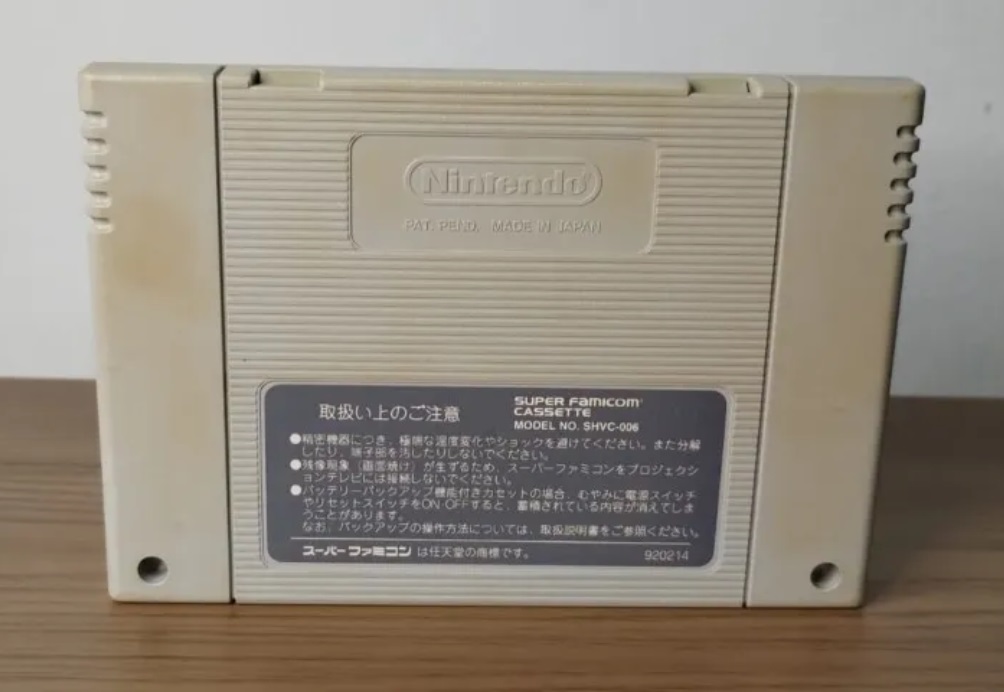 Nintendo®
PAT. PEND. MADE IN JAPAN
取扱い上のご注意
SUPER FAMICOM®
CASSETTE
MODEL NO. SHVC-006
●精密機器につき、極端な温度変化やショックを避けてください。また分解
したり、端子部を汚したりしないでください。
●残像現象（画面焼け）が生ずるため、スーパーファミコンをプロジェクシ
ョンテレビには接続しないでください。
●バッテリーバックアップ機能付きカセットの場合、むやみに電源スイッチ
やリセットスイッチをON・OFFすると、蓄積されている内容が消えてしま
うことがあります。
なお、バックアップの操作方法については、取扱説明書をご参照ください。
スーパーファミコン は任天堂の商標です。
920214